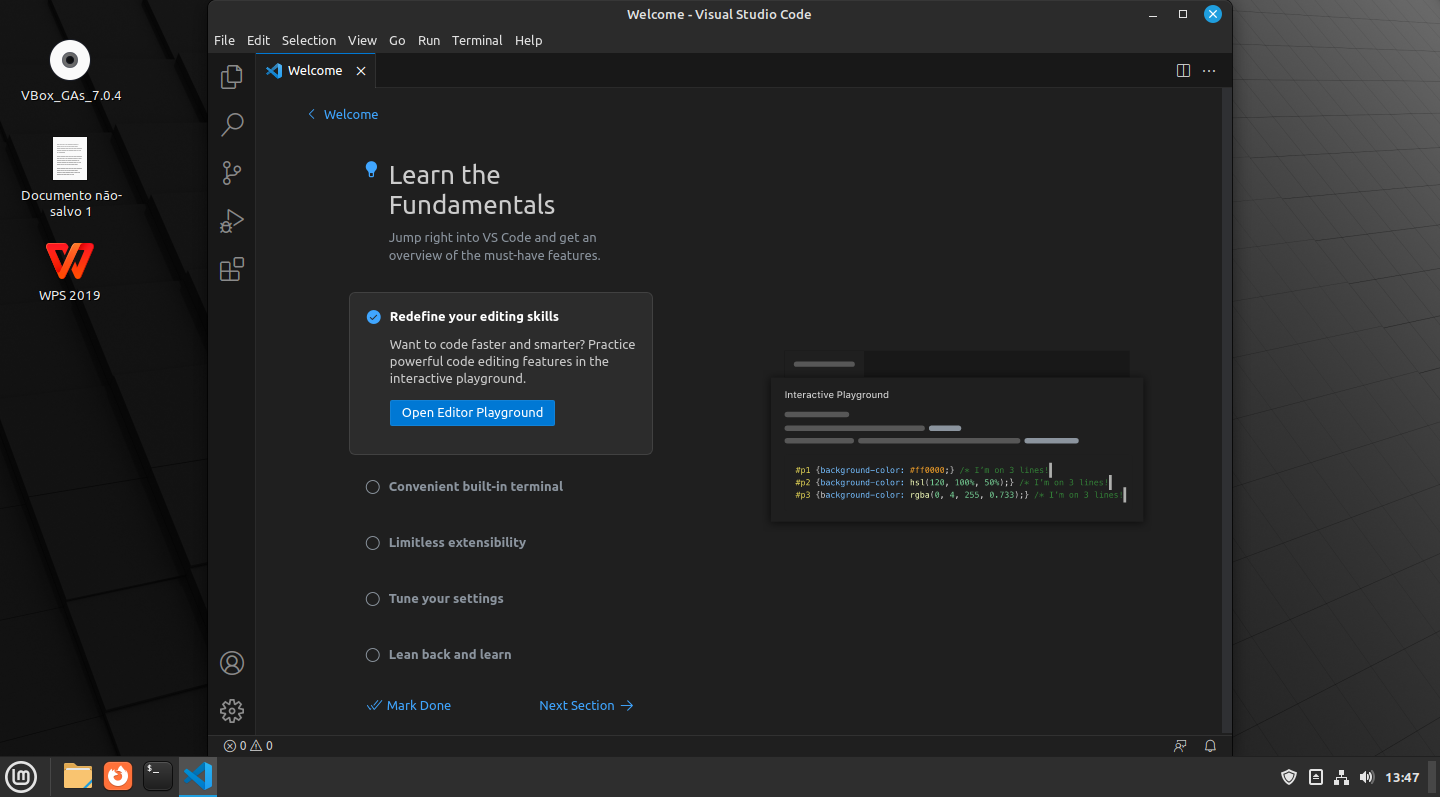 Welcome - Visual Studio Code
File Edit Selection View Go Run Terminal Help
VBox_GAs_7.0.4
Documento não-
salvo 1
WPS 2019
Welcome
Welcome
Learn the
Fundamentals
Jump right into VS Code and get an
overview of the must-have features.
Redefine your editing skills
Want to code faster and smarter? Practice
powerful code editing features in the
interactive playground.
Open Editor Playground
Convenient built-in terminal
Limitless extensibility
Tune your settings
Lean back and learn
Mark Done
Next Section
Interactive Playground
#p1 {background-color: #ff0000;} /* I'm on 3 lines!
#p2 {background-color: hsl(120, 100%, 50%);} /* I'm on 3 lines!
#p3 {background-color: rgba(0, 4, 255, 0.733);} /* I'm on 3 lines!
0 0
$_
13:47